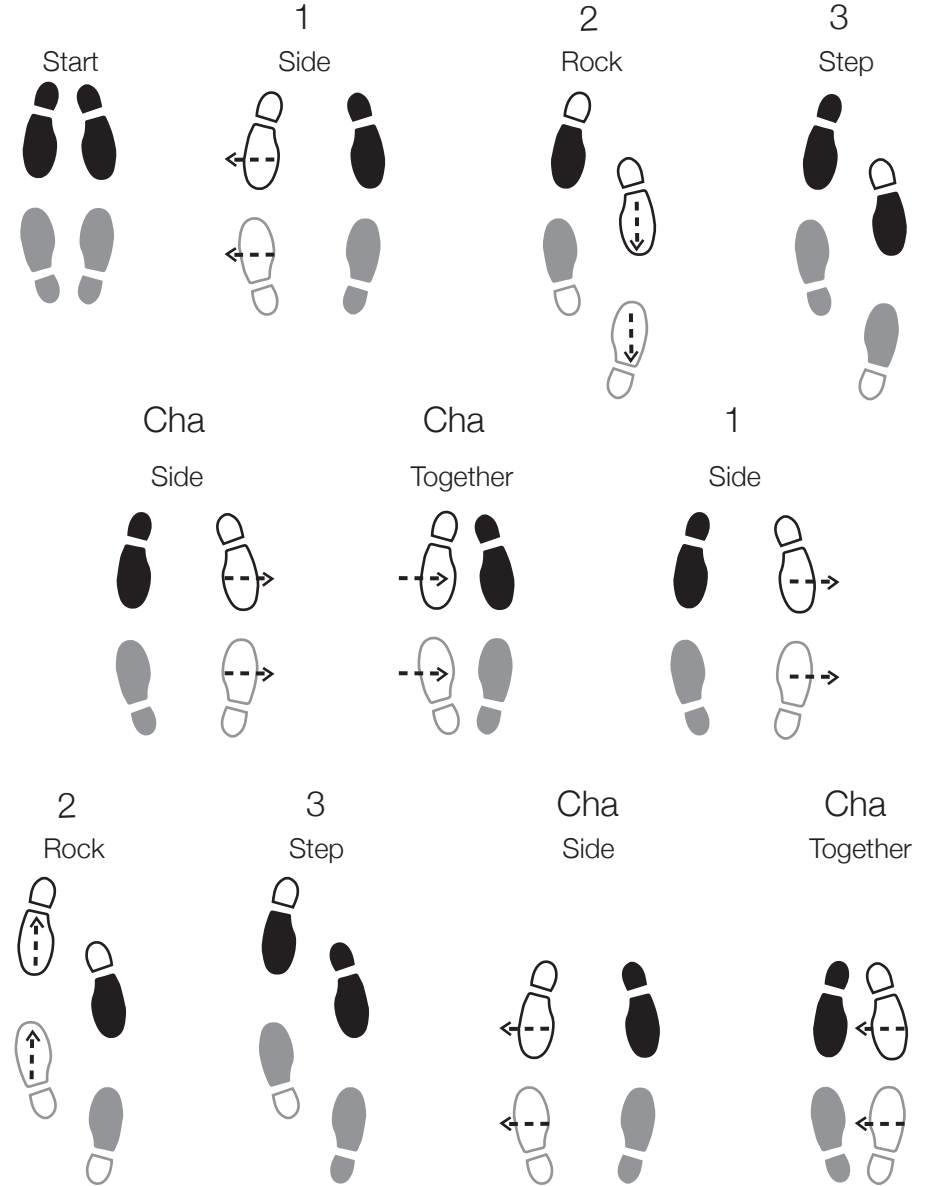 1 2 3
Start Side Rock Step
Cha Cha 1
Side Together Side
2 3 Cha Cha
Rock Step Side Together